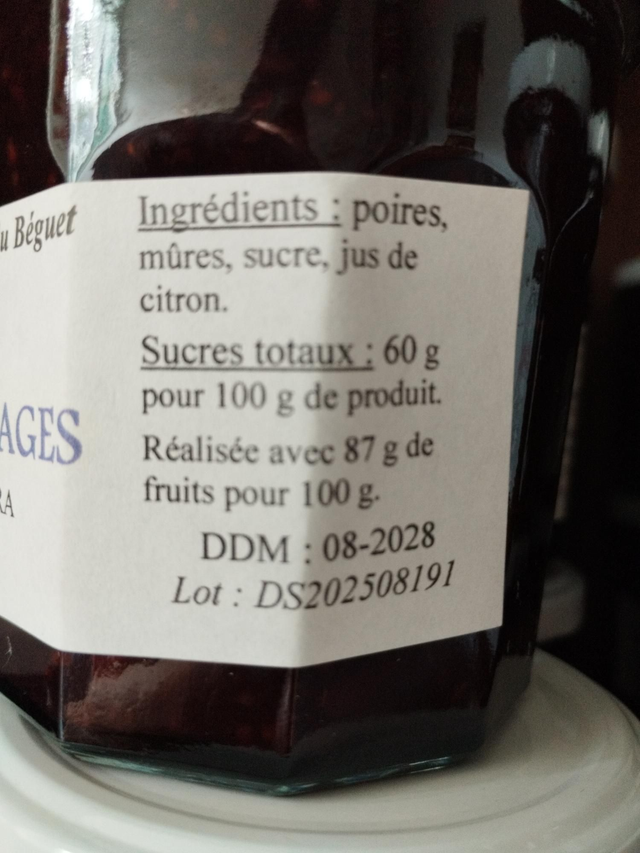 u Béguet
Ingrédients : poires,
mûres, sucre, jus de
citron.
Sucres totaux : 60 g
pour 100 g de produit.
AGES
Réalisée avec 87 g de
RA
fruits pour 100 g.
DDM : 08-2028
Lot : DS202508191